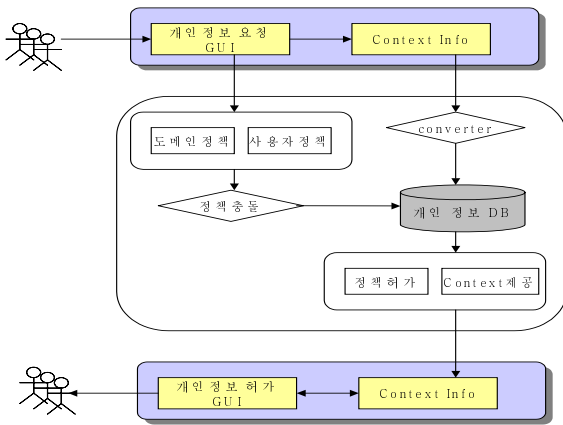 개인정보 요청
GUI
Context Info
converter
도메인정책
사용자정책
정책충돌
개인 정보 DB
정책허가
Context제공
개인정보허가
GUI
Context Info